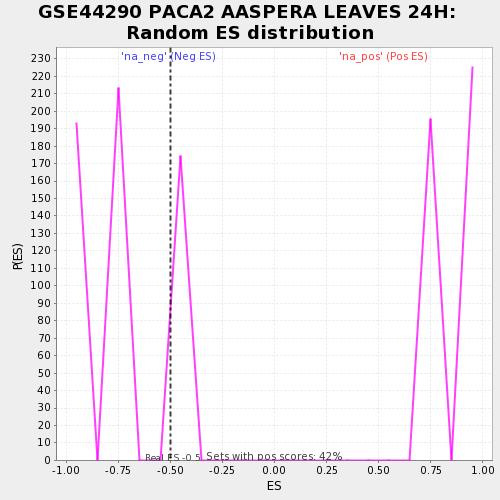 GSE44290 PACA2 AASPERA LEAVES 24H:
Random ES distribution
'na_neg' (Neg ES)
'na_pos' (Pos ES)
230
220
210
200
190
180
170
160
150
140
130
120
110
100
90
80
70
60
50
40
30
20
10
0
P(ES)
Real ES -0.5
Sets with pos scores: 42%
-1.00 -0.75 -0.50 -0.25 0.00 0.25 0.50 0.75 1.00
ES